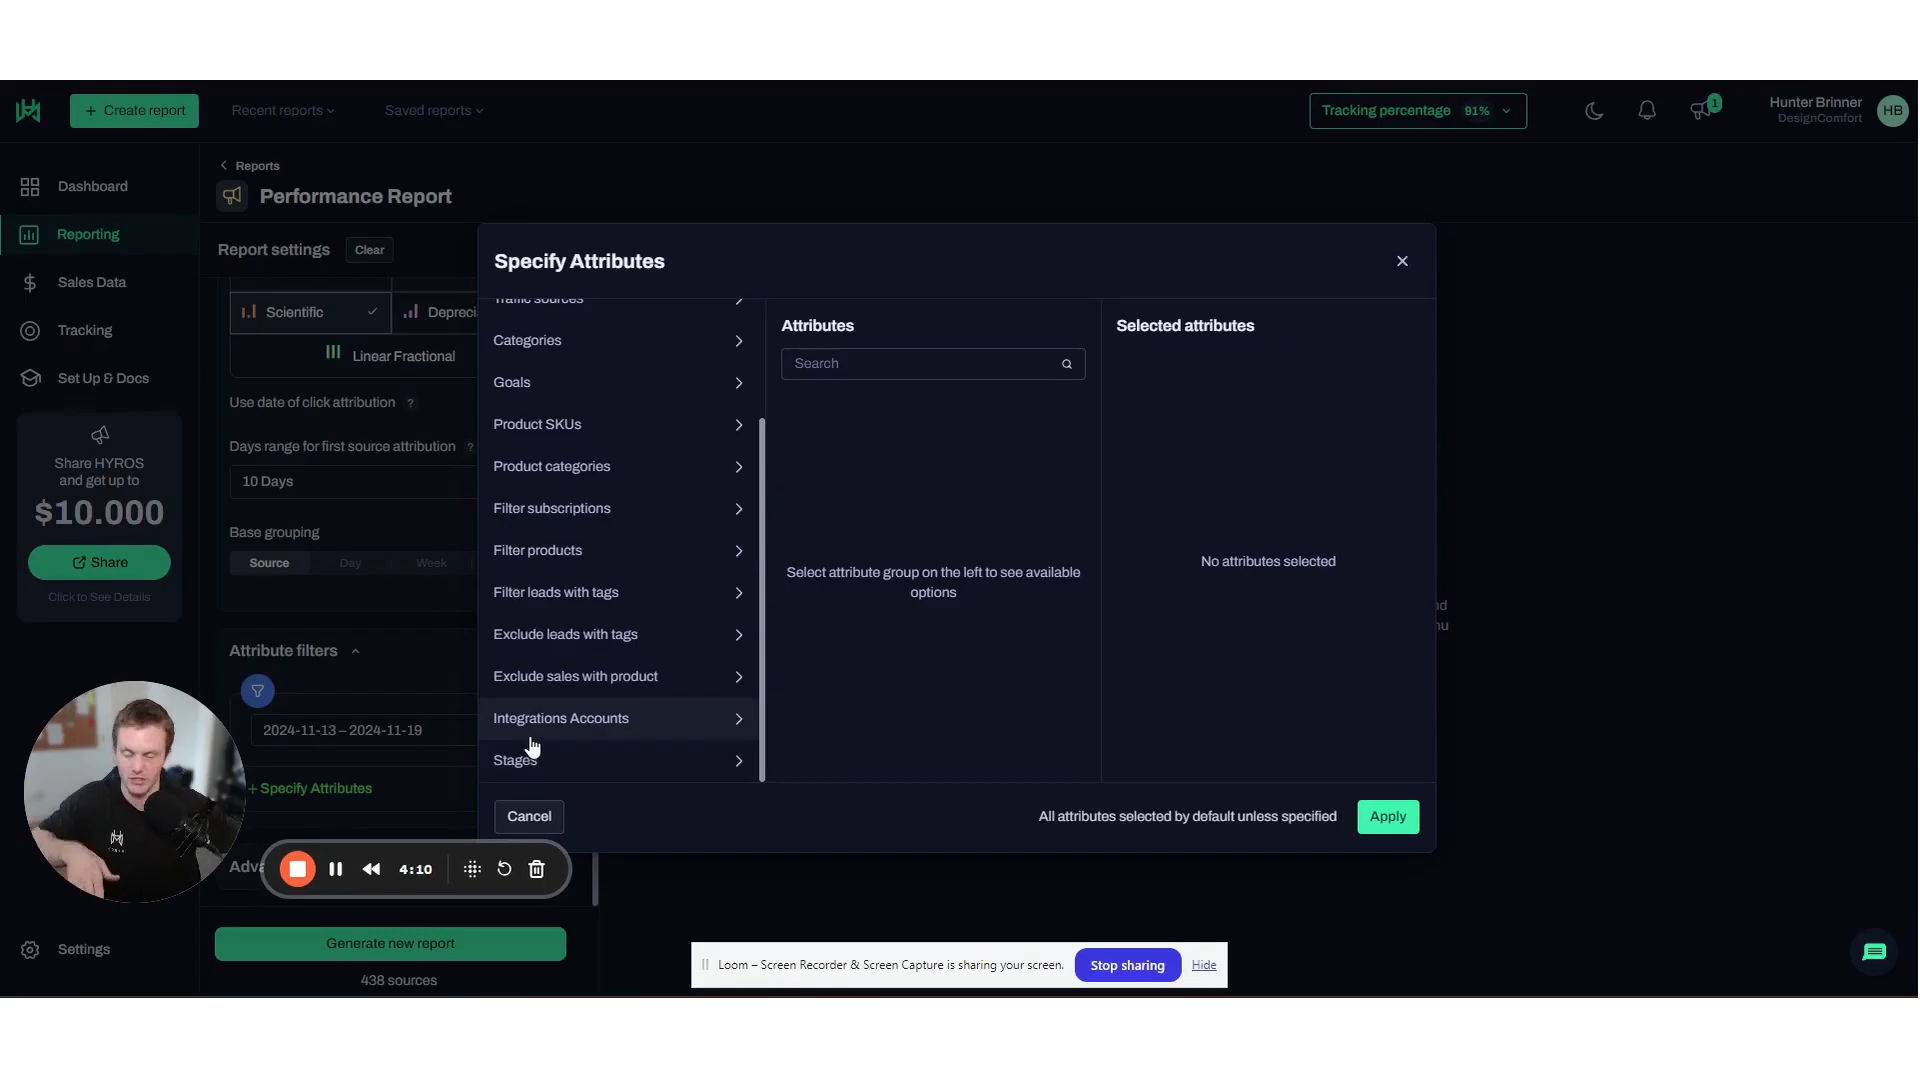 + Create report
Recent reports
Saved reports
Tracking percentage 91%
1
Hunter Brinner
DesignComfort
HB
Dashboard
Reporting
Sales Data
Tracking
Set Up & Docs
Share HYROS
and get up to
$10.000
Share
Click to See Details
Settings
Reports
Performance Report
Report settings
Clear
Scientific
Linear Fractional
Use date of click attribution ?
Days range for first source attribution ?
10 Days
Base grouping
Source Day Week
Attribute filters
2024-11-13 – 2024-11-19
+ Specify Attributes
4:10
Generate new report
438 sources
Specify Attributes
Traffic sources
Categories
Goals
Product SKUs
Product categories
Filter subscriptions
Filter products
Filter leads with tags
Exclude leads with tags
Exclude sales with product
Integrations Accounts
Stages
Attributes
Search
Select attribute group on the left to see available
options
Selected attributes
No attributes selected
Cancel
All attributes selected by default unless specified
Apply
Loom – Screen Recorder & Screen Capture is sharing your screen.
Stop sharing
Hide